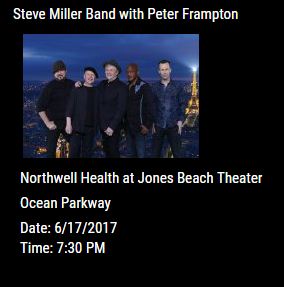 Steve Miller Band with Peter Frampton
Northwell Health at Jones Beach Theater
Ocean Parkway
Date: 6/17/2017
Time: 7:30 PM